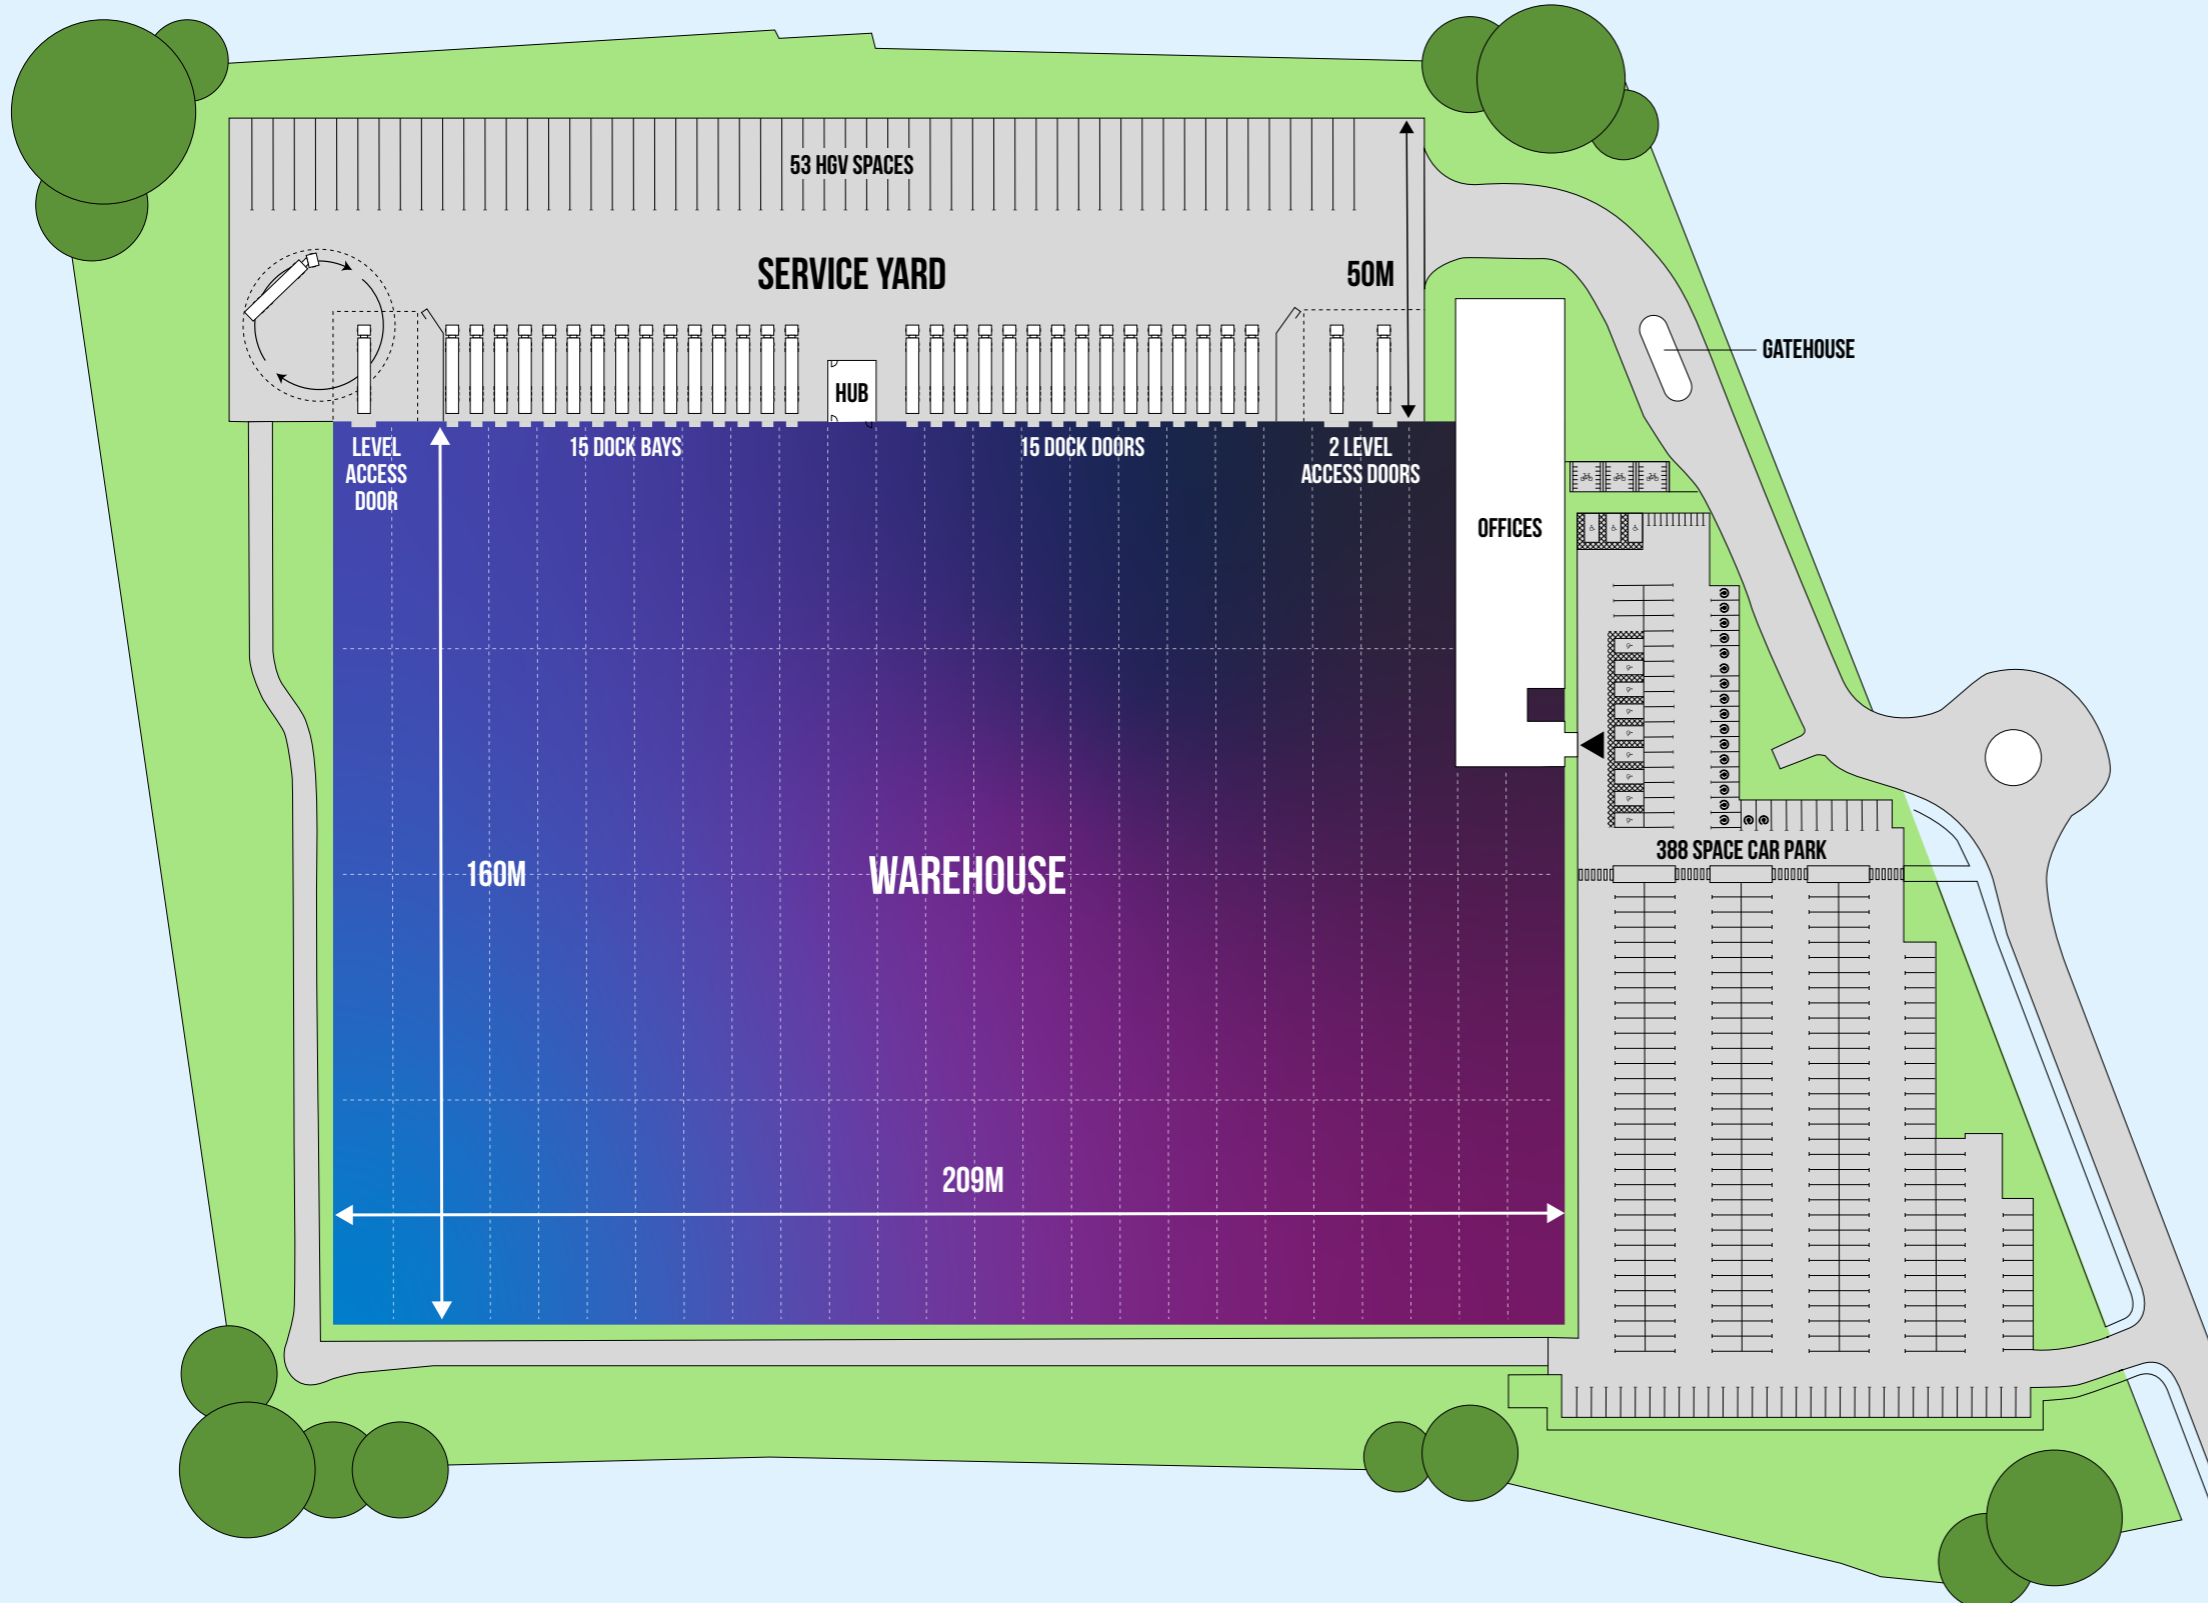 53 HGV SPACES
SERVICE YARD
50M
GATEHOUSE
HUB
LEVEL
ACCESS
DOOR
15 DOCK BAYS
15 DOCK DOORS
2 LEVEL
ACCESS DOORS
OFFICES
388 SPACE CAR PARK
160M
WAREHOUSE
209M